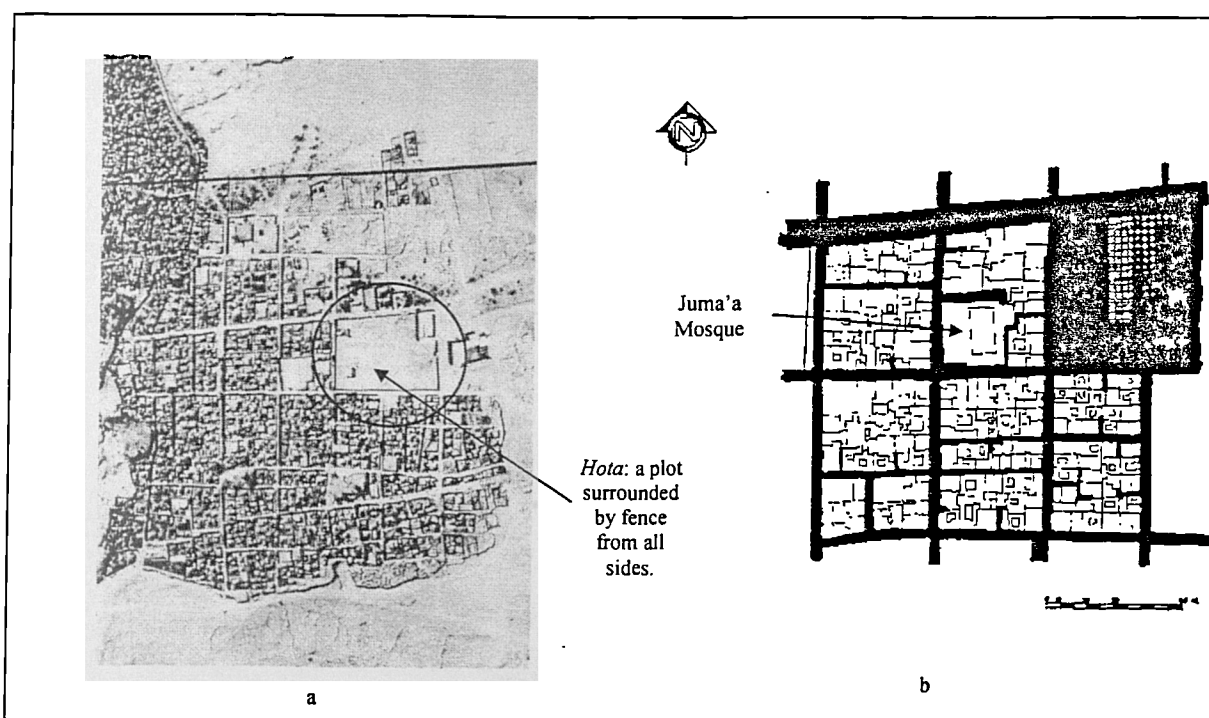 N
Juma'a
Mosque
Hota: a plot
surrounded
by fence
from all
sides.
a
b